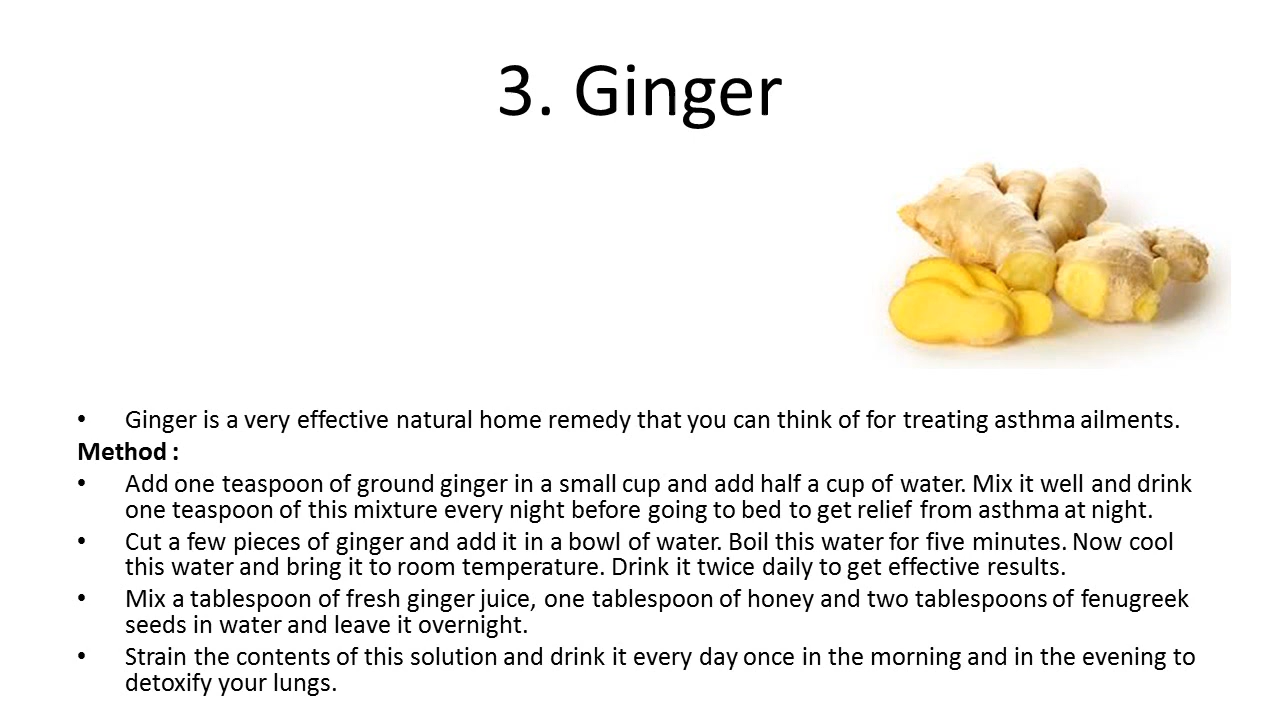 3. Ginger
• Ginger is a very effective natural home remedy that you can think of for treating asthma ailments.
Method :
• Add one teaspoon of ground ginger in a small cup and add half a cup of water. Mix it well and drink
one teaspoon of this mixture every night before going to bed to get relief from asthma at night.
• Cut a few pieces of ginger and add it in a bowl of water. Boil this water for five minutes. Now cool
this water and bring it to room temperature. Drink it twice daily to get effective results.
• Mix a tablespoon of fresh ginger juice, one tablespoon of honey and two tablespoons of fenugreek
seeds in water and leave it overnight.
• Strain the contents of this solution and drink it every day once in the morning and in the evening to
detoxify your lungs.